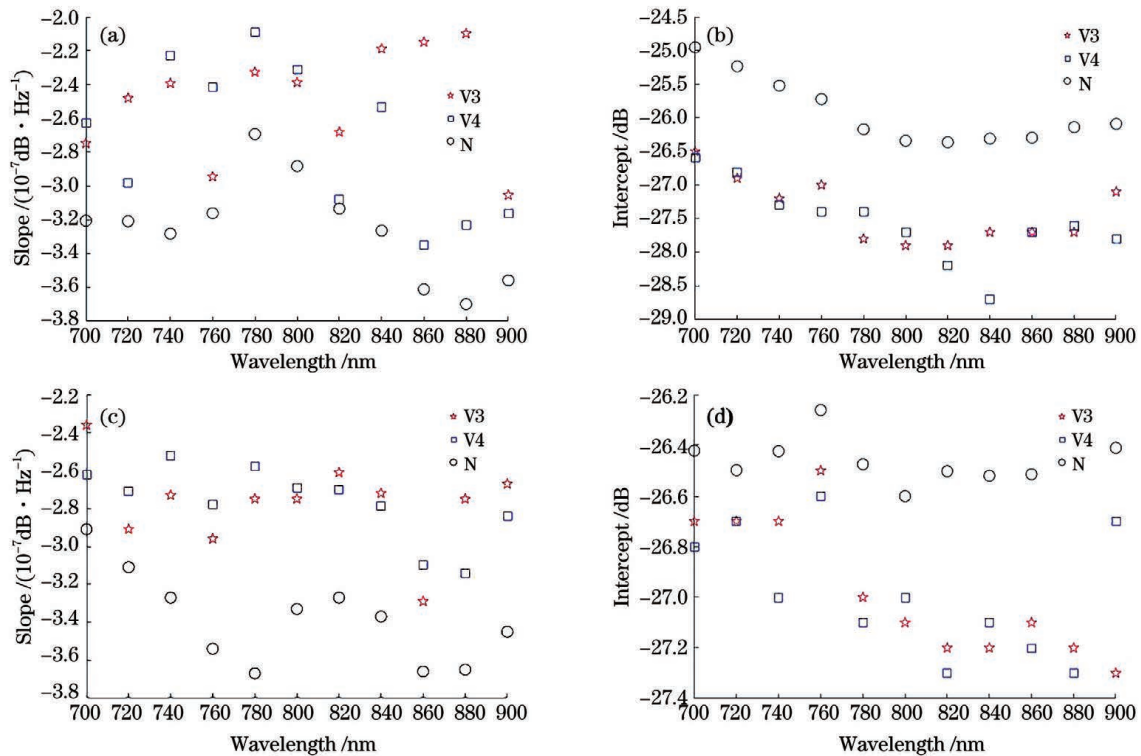 (a)
V3
V4
N
−2.0
−2.2
−2.4
−2.6
−2.8
−3.0
−3.2
−3.4
−3.6
−3.8
Slope /(10⁻⁷dB · Hz⁻¹)
700 720 740 760 780 800 820 840 860 880 900
Wavelength /nm
(b)
V3
V4
N
−24.5
−25.0
−25.5
−26.0
−26.5
−27.0
−27.5
−28.0
−28.5
−29.0
Intercept /dB
700 720 740 760 780 800 820 840 860 880 900
Wavelength /nm
(c)
V3
V4
N
−2.2
−2.4
−2.6
−2.8
−3.0
−3.2
−3.4
−3.6
−3.8
Slope /(10⁻⁷dB · Hz⁻¹)
700 720 740 760 780 800 820 840 860 880 900
Wavelength /nm
(d)
V3
V4
N
−26.2
−26.4
−26.6
−26.8
−27.0
−27.2
−27.4
Intercept /dB
700 720 740 760 780 800 820 840 860 880 900
Wavelength /nm